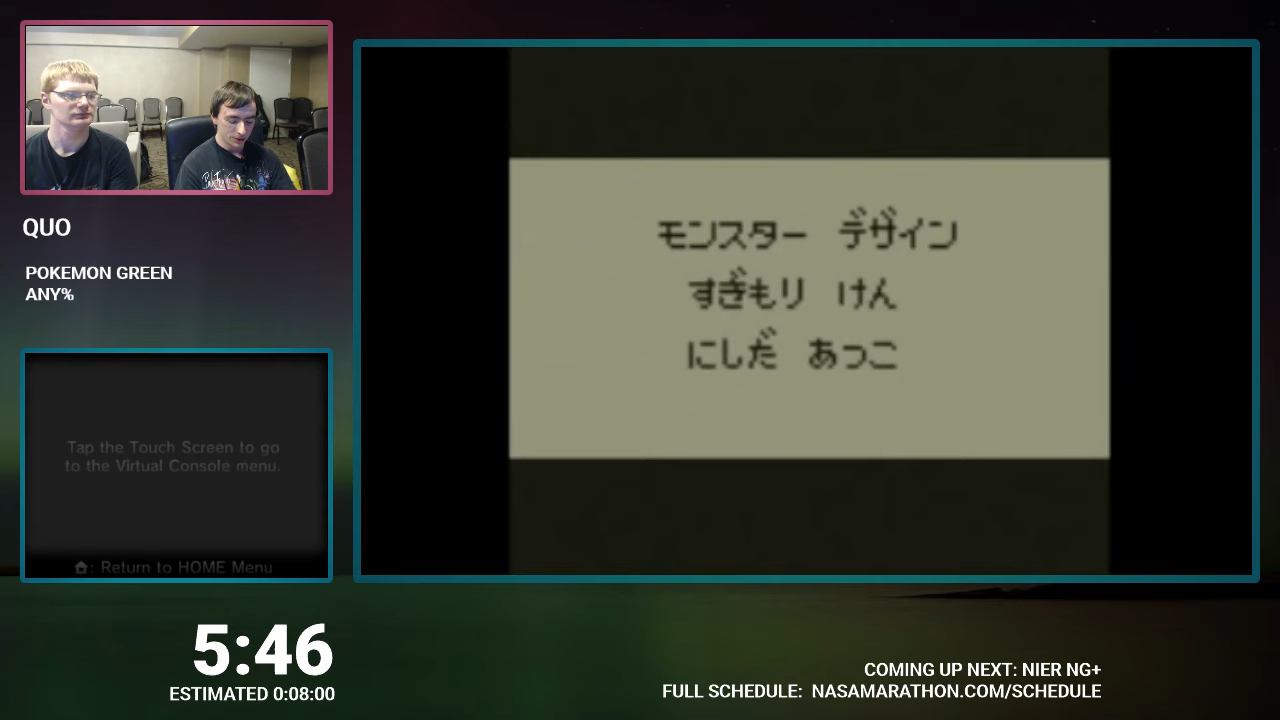 QUO
POKEMON GREEN
ANY%
モンスター デザイン
すぎもり けん
にしだ あつこ
Tap the Touch Screen to go
to the Virtual Console menu.
: Return to HOME Menu
5:46
ESTIMATED 0:08:00
COMING UP NEXT: NIER NG+
FULL SCHEDULE: NASAMARATHON.COM/SCHEDULE